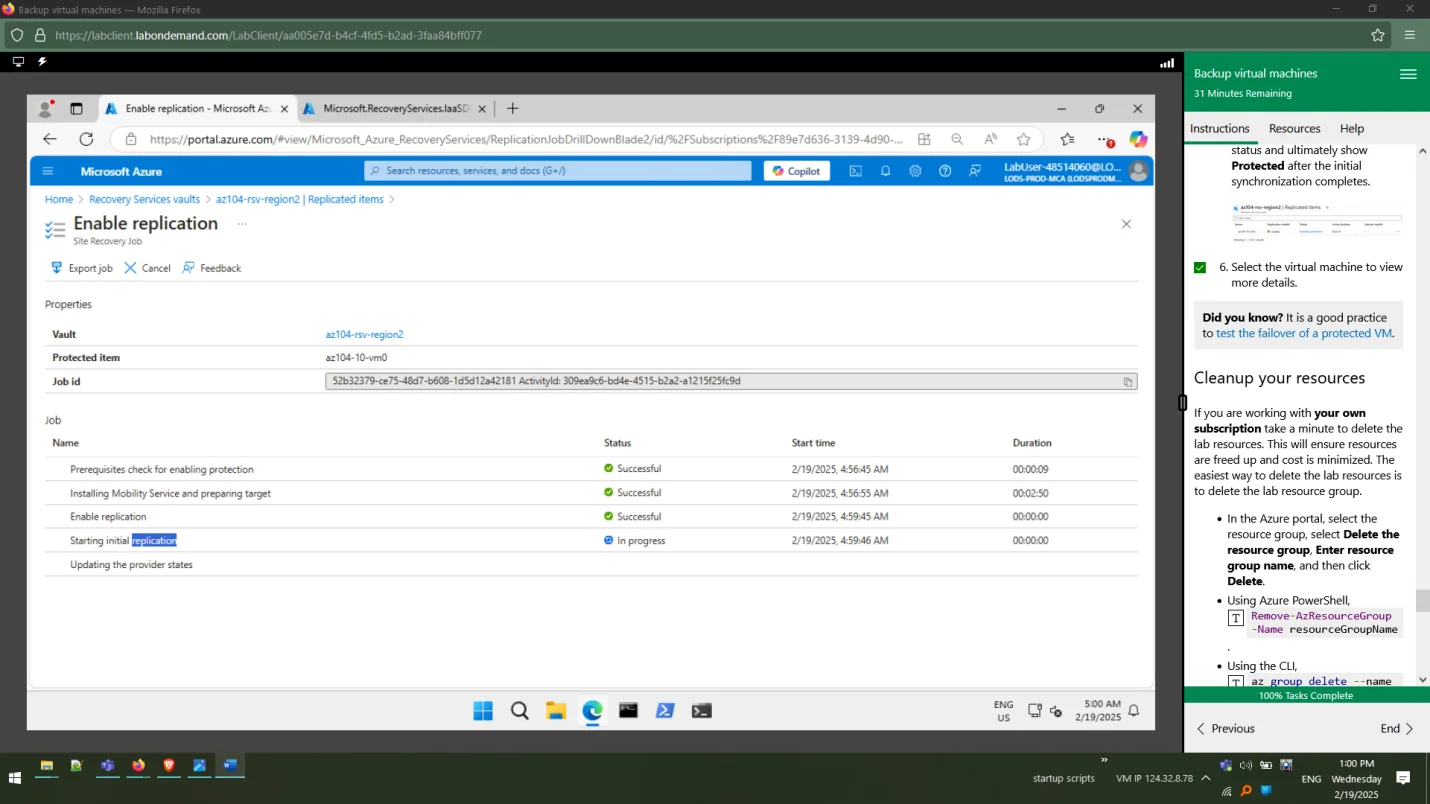 Backup virtual machines — Mozilla Firefox
https://labclient.labondemand.com/LabClient/aa005e7d-b4cf-4fd5-b2ad-3faa84bff077
Enable replication - Microsoft Az
Microsoft.RecoveryServices.IaaSD
https://portal.azure.com/#view/Microsoft_Azure_RecoveryServices/ReplicationJobDrillDownBlade2/id/%2FSubscriptions%2F89e7d636-3139-4d90-...
Microsoft Azure
Search resources, services, and docs (G+/)
Copilot
LabUser-48514060@LO...
LODS-PROD-MCA (LODSPRODM...
Home > Recovery Services vaults > az104-rsv-region2 | Replicated items >
Enable replication ...
Site Recovery Job
Export job Cancel Feedback
Properties
Vault az104-rsv-region2
Protected item az104-10-vm0
Job id 52b32379-ce75-48d7-b608-1d5d12a42181 ActivityId: 309ea9c6-bd4e-4515-b2a2-a1215f25fc9d
Job
Name Status Start time Duration
Prerequisites check for enabling protection Successful 2/19/2025, 4:56:45 AM 00:00:09
Installing Mobility Service and preparing target Successful 2/19/2025, 4:56:55 AM 00:02:50
Enable replication Successful 2/19/2025, 4:59:45 AM 00:00:00
Starting initial replication In progress 2/19/2025, 4:59:46 AM 00:00:00
Updating the provider states
ENG
US
5:00 AM
2/19/2025
Backup virtual machines
31 Minutes Remaining
Instructions Resources Help
status and ultimately show
Protected after the initial
synchronization completes.
az104-rsv-region2 | Replicated items
6. Select the virtual machine to view
more details.
Did you know? It is a good practice
to test the failover of a protected VM.
Cleanup your resources
If you are working with your own
subscription take a minute to delete the
lab resources. This will ensure resources
are freed up and cost is minimized. The
easiest way to delete the lab resources is
to delete the lab resource group.
• In the Azure portal, select the
resource group, select Delete the
resource group, Enter resource
group name, and then click
Delete.
• Using Azure PowerShell,
T Remove-AzResourceGroup
-Name resourceGroupName
.
• Using the CLI,
T az group delete --name
100% Tasks Complete
< Previous End >
startup scripts
»
VM IP 124.32.8.78
ENG
1:00 PM
Wednesday
2/19/2025